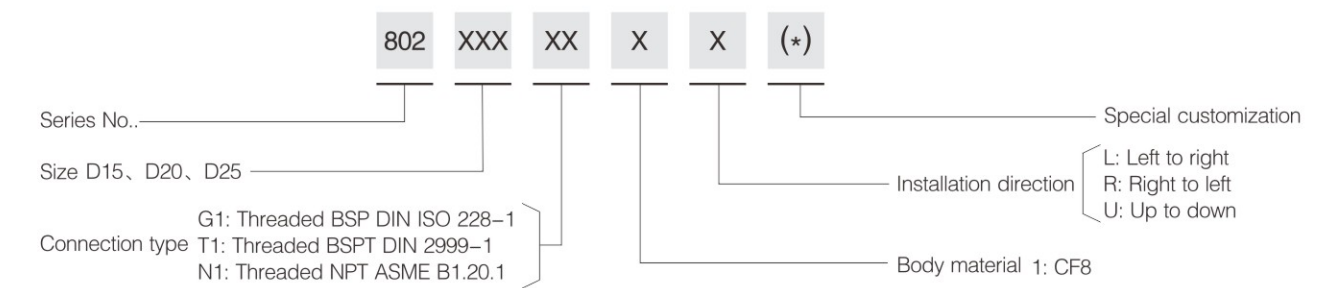 802 XXX XX X X (*)
Series No..
Special customization
Size D15、D20、D25
Installation direction
L: Left to right
R: Right to left
U: Up to down
Connection type
G1: Threaded BSP DIN ISO 228-1
T1: Threaded BSPT DIN 2999-1
N1: Threaded NPT ASME B1.20.1
Body material 1: CF8